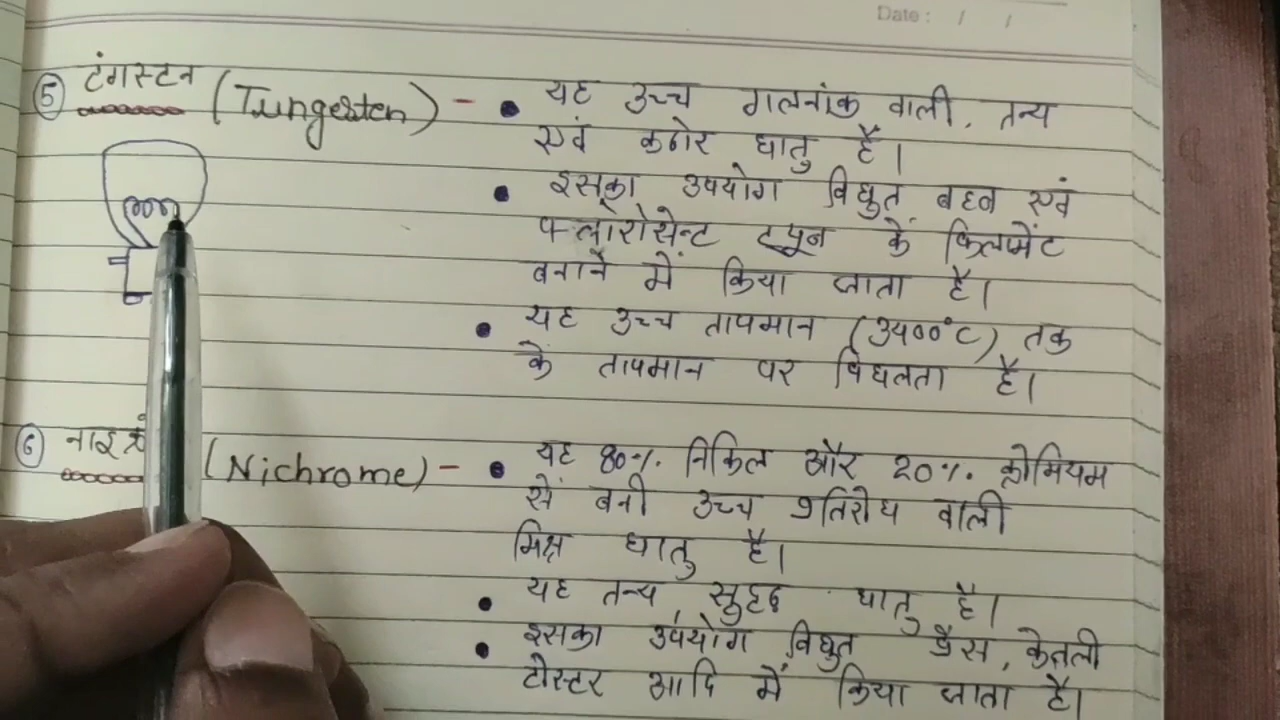 Date : / /
⑤ टंगस्टन (Tungesten) – • यह उच्च गलनांक वाली, तन्य
एवं कठोर धातु है।
• इसका उपयोग विघुत बल्ब एवं
फ्लोरोसेन्ट ट्यूब के फिलामेंट
बनाने में किया जाता है।
• यह उच्च तापमान (3400°C) तक
के तापमान पर पिघलता है।
⑥ (Nichrome) – • यह 80%. निकिल और 20%. क्रोमियम
से बनी उच्च प्रतिरोध वाली
मिक्ष धातु है।
• यह तन्य सुदृढ धातु है।
• इसका उपयोग विघुत प्रैस, केतली
टोस्टर आदि में किया जाता है।